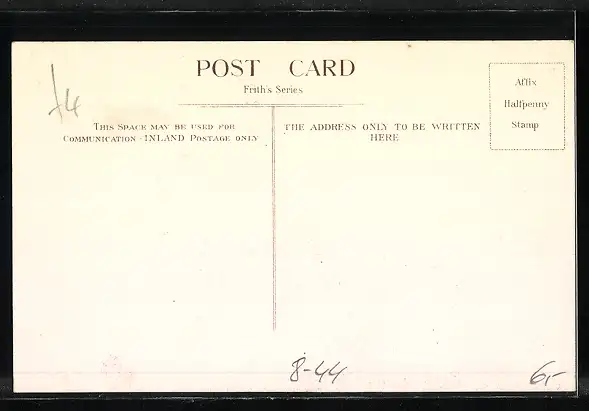 POST CARD
Frith's Series
THIS SPACE MAY BE USED FOR
COMMUNICATION - INLAND POSTAGE ONLY
THE ADDRESS ONLY TO BE WRITTEN
HERE
Affix
Halfpenny
Stamp
8-44
6,-